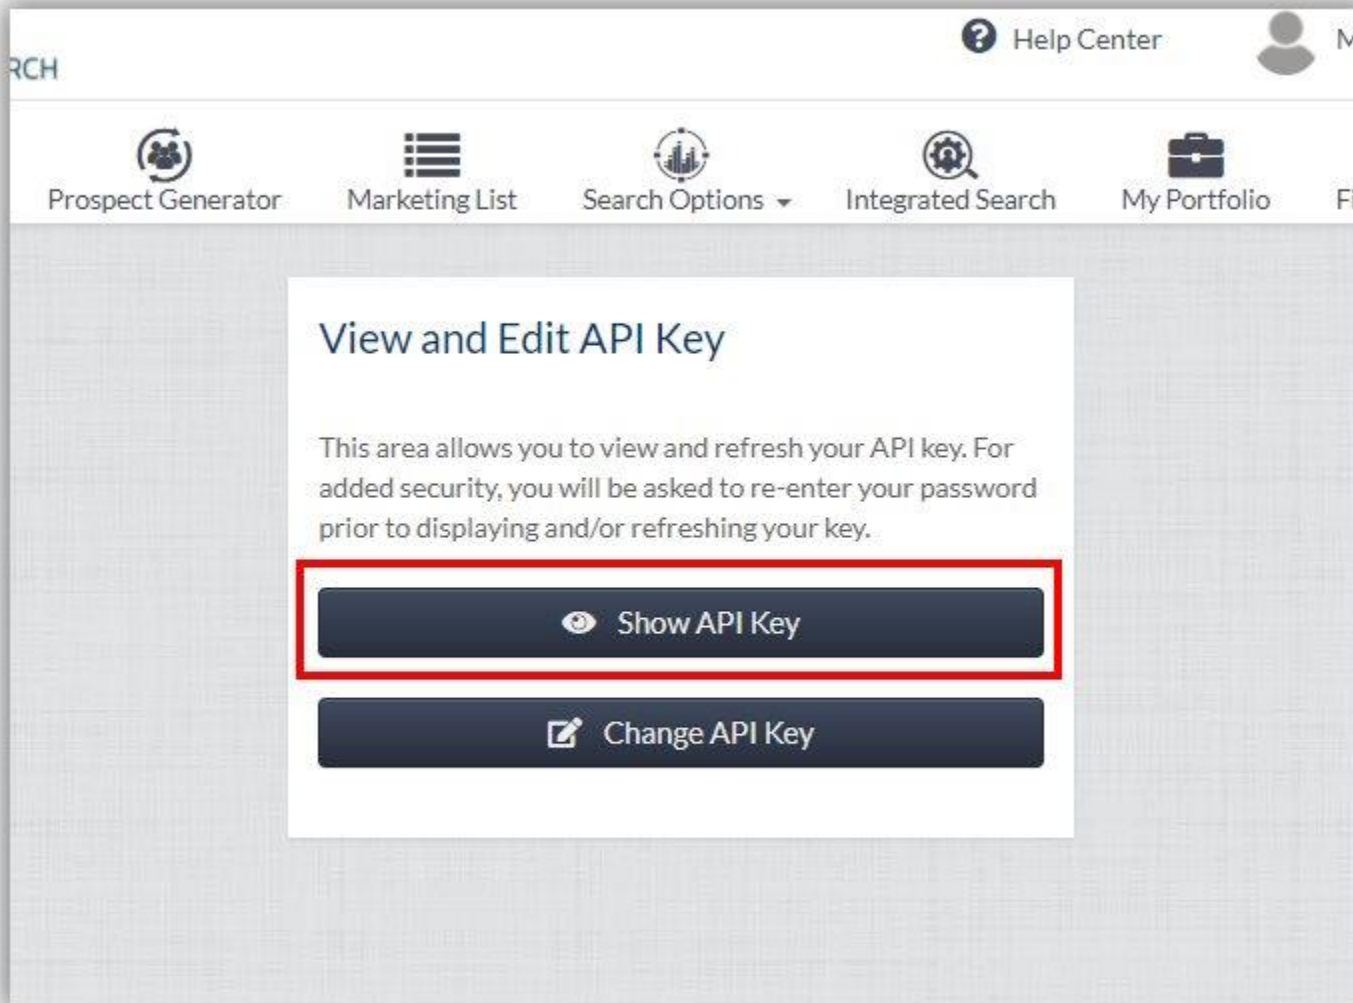 Help Center
RCH
Prospect Generator
Marketing List
Search Options
Integrated Search
My Portfolio
View and Edit API Key
This area allows you to view and refresh your API key. For
added security, you will be asked to re-enter your password
prior to displaying and/or refreshing your key.
Show API Key
Change API Key